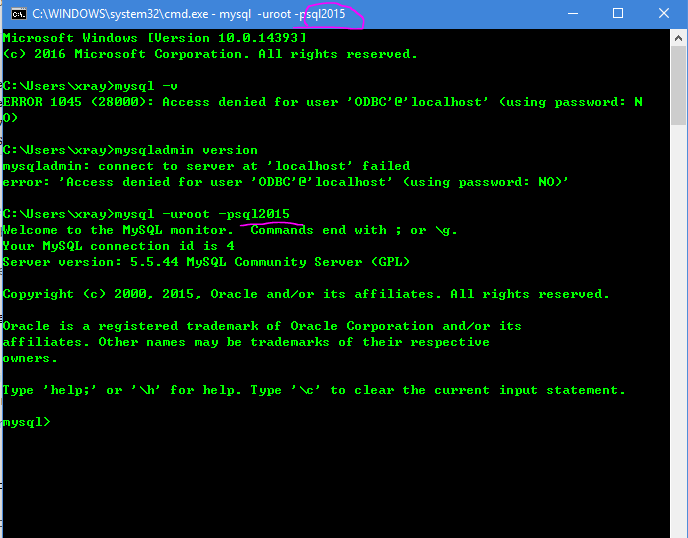 C:\WINDOWS\system32\cmd.exe - mysql -uroot -psql2015
Microsoft Windows [Version 10.0.14393]
(c) 2016 Microsoft Corporation. All rights reserved.
C:\Users\xray>mysql -v
ERROR 1045 (28000): Access denied for user 'ODBC'@'localhost' (using password: N
O)
C:\Users\xray>mysqladmin version
mysqladmin: connect to server at 'localhost' failed
error: 'Access denied for user 'ODBC'@'localhost' (using password: NO)'
C:\Users\xray>mysql -uroot -psql2015
Welcome to the MySQL monitor.  Commands end with ; or \g.
Your MySQL connection id is 4
Server version: 5.5.44 MySQL Community Server (GPL)
Copyright (c) 2000, 2015, Oracle and/or its affiliates. All rights reserved.
Oracle is a registered trademark of Oracle Corporation and/or its
affiliates. Other names may be trademarks of their respective
owners.
Type 'help;' or '\h' for help. Type '\c' to clear the current input statement.
mysql>